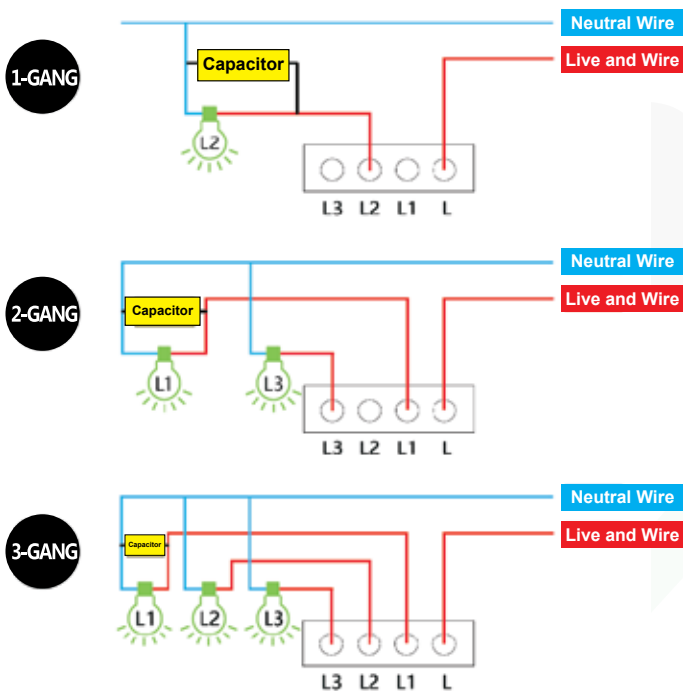 Neutral Wire
Capacitor
Live and Wire
1-GANG
L2
L3 L2 L1 L
Neutral Wire
Live and Wire
2-GANG
Capacitor
L1 L3
L3 L2 L1 L
Neutral Wire
Live and Wire
3-GANG
Capacitor
L1 L2 L3
L3 L2 L1 L